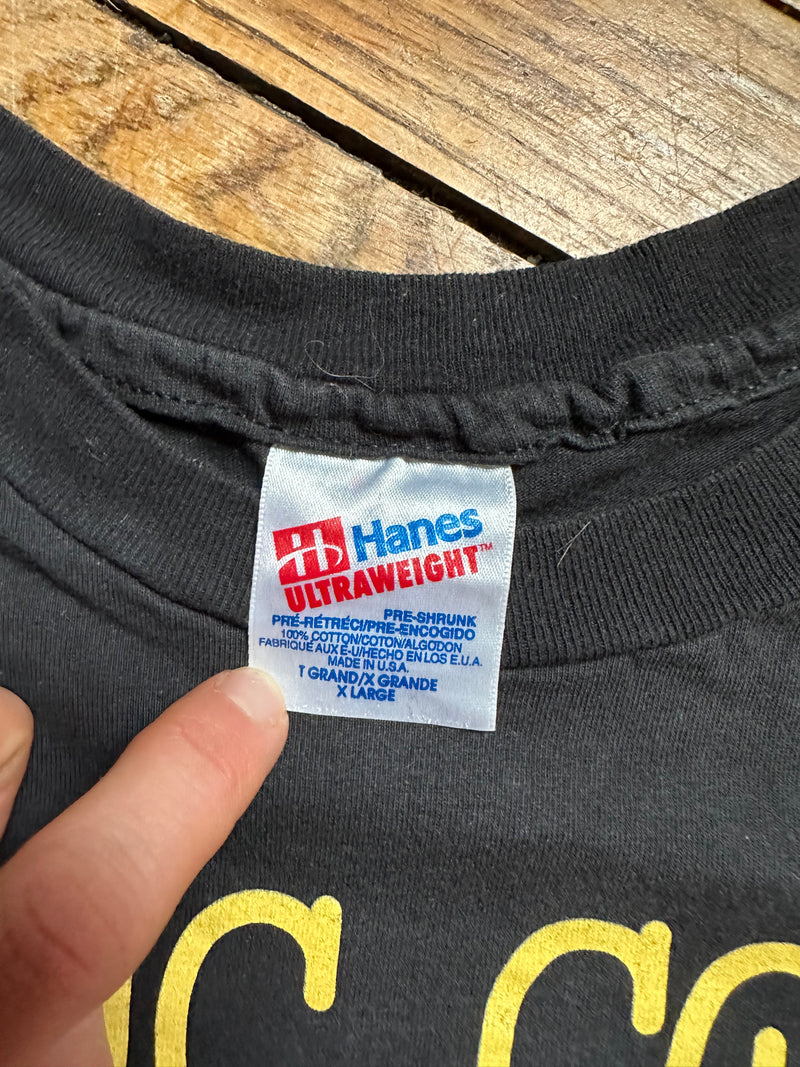 Hanes
ULTRAWEIGHT™
PRE-SHRUNK
PRÉ-RÉTRÉCI/PRE-ENCOGIDO
100% COTTON/COTON/ALGODON
FABRIQUÉ AUX E-U/HECHO EN LOS E.U.A.
MADE IN U.S.A.
T GRAND/X GRANDE
X LARGE